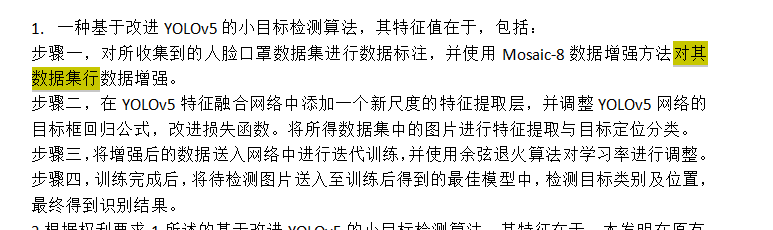 1. 一种基于改进 YOLOv5 的小目标检测算法，其特征值在于，包括：
步骤一，对所收集到的人脸口罩数据集进行数据标注，并使用 Mosaic-8 数据增强方法对其
数据集行数据增强。
步骤二，在 YOLOv5 特征融合网络中添加一个新尺度的特征提取层，并调整 YOLOv5 网络的
目标框回归公式，改进损失函数。将所得数据集中的图片进行特征提取与目标定位分类。
步骤三，将增强后的数据送入网络中进行迭代训练，并使用余弦退火算法对学习率进行调整。
步骤四，训练完成后，将待检测图片送入至训练后得到的最佳模型中，检测目标类别及位置，
最终得到识别结果。
2.根据权利要求 1 所述的基于改进 YOLOv5 的小目标检测算法，其特征在于，本发明在原有